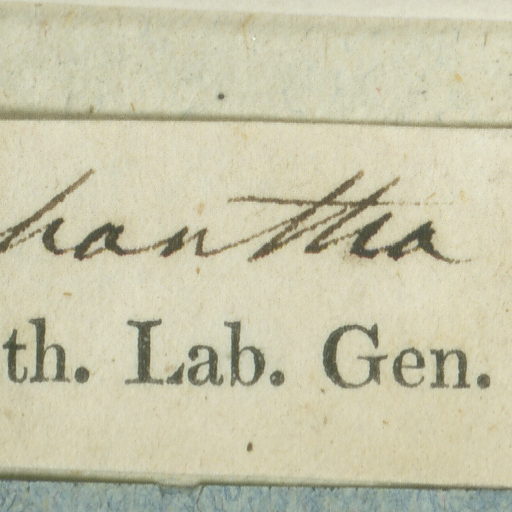 hantha
th. Lab. Gen.